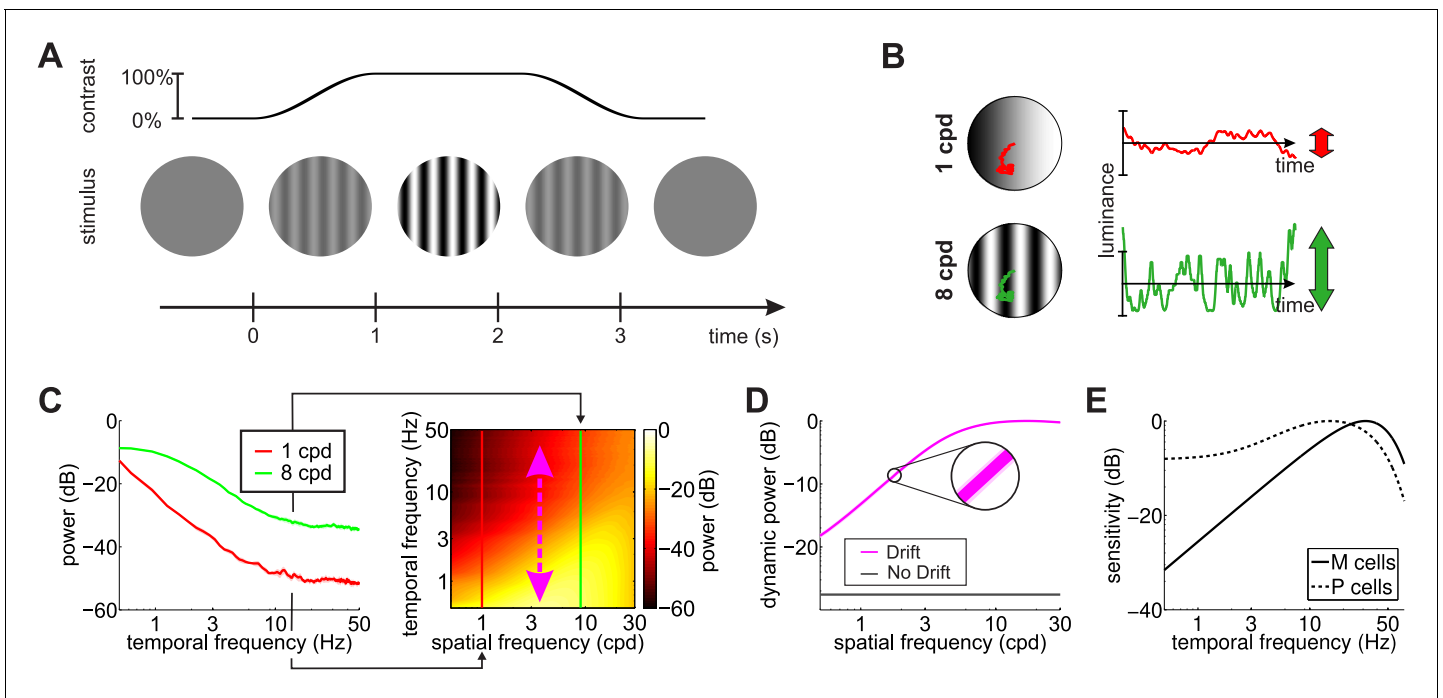 A
contrast
100%
0%
stimulus
0
1
2
3
time (s)
B
1 cpd
8 cpd
luminance
time
time
C
power (dB)
0
−20
−40
−60
1
3
10
50
temporal frequency (Hz)
1 cpd
8 cpd
temporal frequency (Hz)
50
10
3
1
1
3
10
30
spatial frequency (cpd)
0
−20
−40
−60
power (dB)
D
dynamic power (dB)
0
−10
−20
Drift
No Drift
1
3
10
30
spatial frequency (cpd)
E
sensitivity (dB)
0
−20
−40
M cells
P cells
1
3
10
50
temporal frequency (Hz)